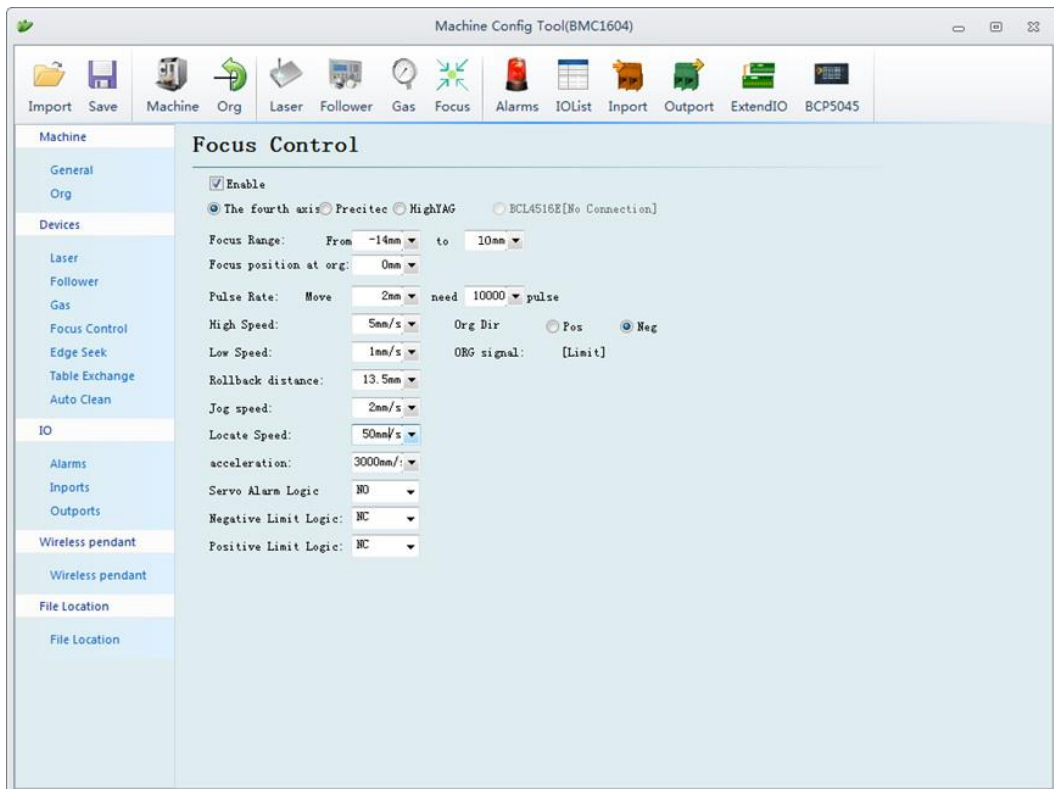 Machine Config Tool(BMC1604)
Import Save Machine Org Laser Follower Gas Focus Alarms IOList Inport Outport ExtendIO BCP5045
Machine
General
Org
Devices
Laser
Follower
Gas
Focus Control
Edge Seek
Table Exchange
Auto Clean
IO
Alarms
Inports
Outports
Wireless pendant
Wireless pendant
File Location
File Location
Focus Control
Enable
The fourth axis Precitec HighYAG BCL4516E[No Connection]
Focus Range: From -14mm to 10mm
Focus position at org: 0mm
Pulse Rate: Move 2mm need 10000 pulse
High Speed: 5mm/s Org Dir Pos Neg
Low Speed: 1mm/s ORG signal: [Limit]
Rollback distance: 13.5mm
Jog speed: 2mm/s
Locate Speed: 50mm/s
acceleration: 3000mm/s
Servo Alarm Logic NO
Negative Limit Logic: NC
Positive Limit Logic: NC